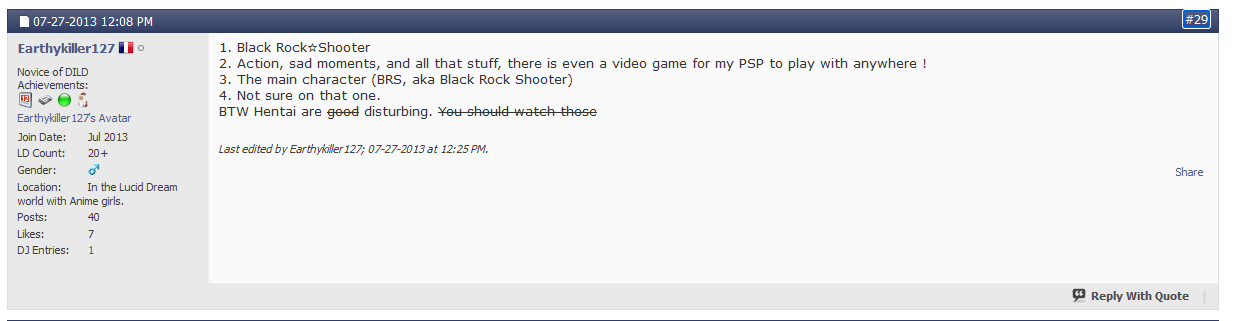 07-27-2013 12:08 PM
#29
Earthykiller127
Novice of DILD
Achievements:
Earthykiller127's Avatar
Join Date: Jul 2013
LD Count: 20+
Gender:
Location: In the Lucid Dream
world with Anime girls.
Posts: 40
Likes: 7
DJ Entries: 1
1. Black Rock☆Shooter
2. Action, sad moments, and all that stuff, there is even a video game for my PSP to play with anywhere !
3. The main character (BRS, aka Black Rock Shooter)
4. Not sure on that one.
BTW Hentai are good disturbing. You should watch those
Last edited by Earthykiller127; 07-27-2013 at 12:25 PM.
Share
Reply With Quote